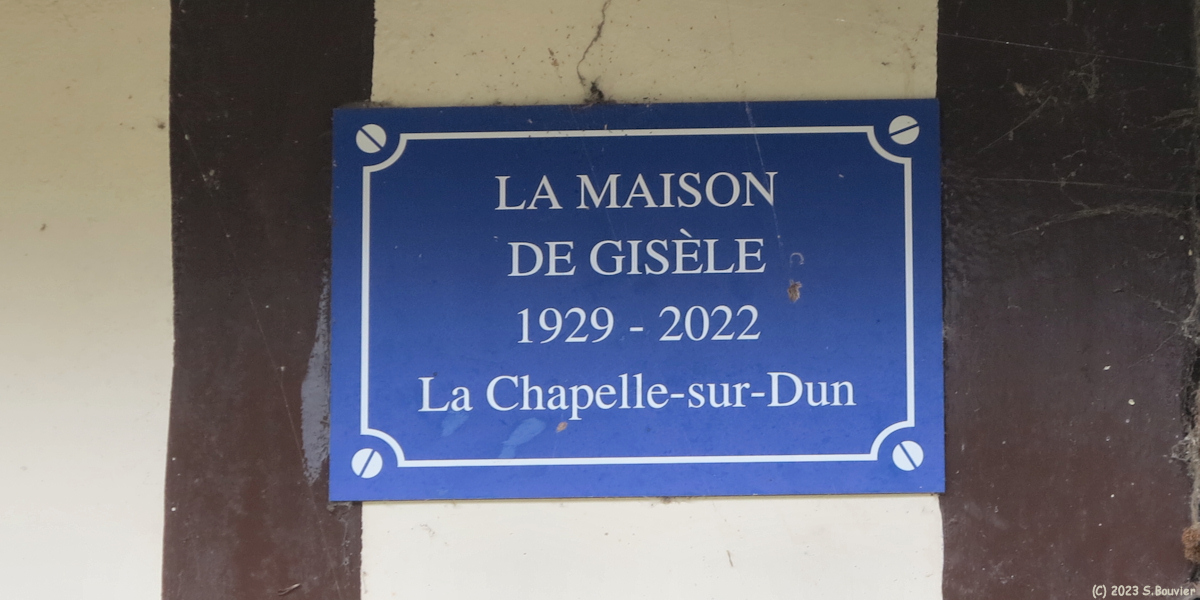 LA MAISON
DE GISÈLE
1929 - 2022
La Chapelle-sur-Dun
(C) 2023 S.Bouvier